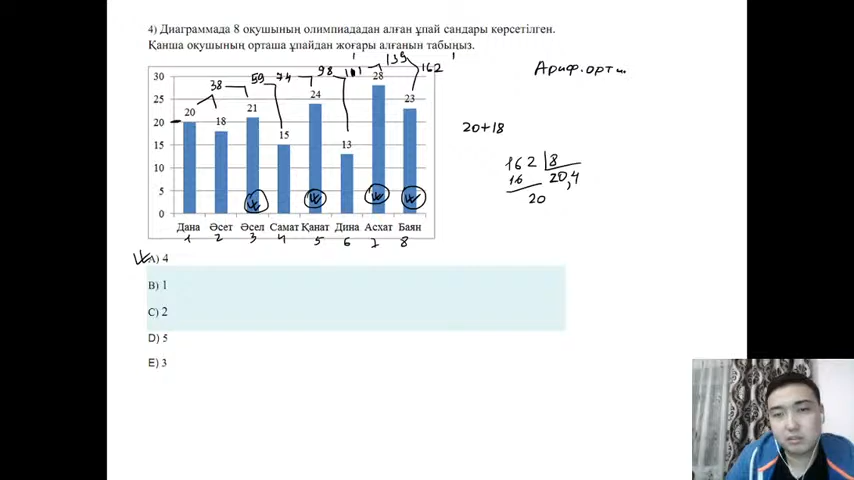 4) Диаграммада 8 оқушының олимпиададан алған ұпай сандары көрсетілген.
Қанша оқушының орташа ұпайдан жоғары алғанын табыңыз.
Ариф.орт
38 59 74 98 111 139 162
30
25
20
15
10
5
0
20 18 21 15 24 13 28 23
Дана Әсет Әсел Самат Қанат Дина Асхат Баян
1 2 3 4 5 6 7 8
20+18
162 8
16 20,4
20
A) 4
B) 1
C) 2
D) 5
E) 3